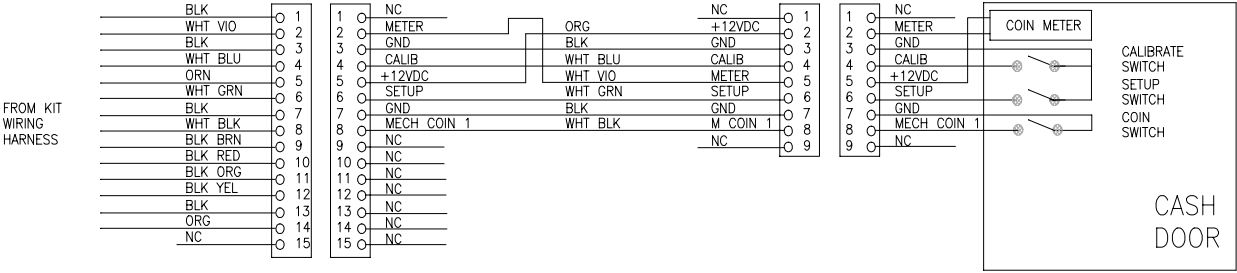 FROM KIT
WIRING
HARNESS
BLK 1
WHT VIO 2
BLK 3
WHT BLU 4
ORN 5
WHT GRN 6
BLK 7
WHT BLK 8
BLK BRN 9
BLK RED 10
BLK ORG 11
BLK YEL 12
BLK 13
ORG 14
NC 15
1 NC
2 METER
3 GND
4 CALIB
5 +12VDC
6 SETUP
7 GND
8 MECH COIN 1
9 NC
10 NC
11 NC
12 NC
13 NC
14 NC
15 NC
ORG
BLK
WHT BLU
WHT VIO
WHT GRN
BLK
WHT BLK
NC 1
+12VDC 2
GND 3
CALIB 4
METER 5
SETUP 6
GND 7
M COIN 1 8
NC 9
1 NC
2 METER
3 GND
4 CALIB
5 +12VDC
6 SETUP
7 GND
8 MECH COIN 1
9 NC
COIN METER
CALIBRATE
SWITCH
SETUP
SWITCH
COIN
SWITCH
CASH
DOOR